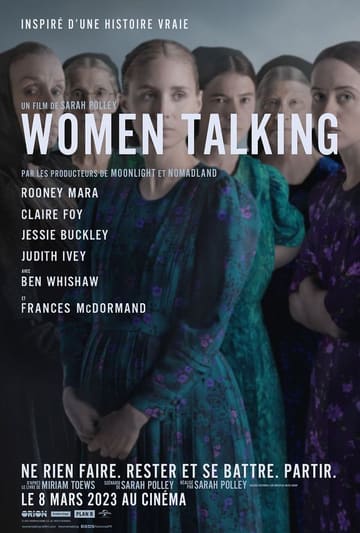 INSPIRÉ D'UNE HISTOIRE VRAIE
UN FILM DE SARAH POLLEY
WOMEN TALKING
PAR LES PRODUCTEURS DE MOONLIGHT ET NOMADLAND
ROONEY MARA
CLAIRE FOY
JESSIE BUCKLEY
JUDITH IVEY
AVEC
BEN WHISHAW
ET
FRANCES McDORMAND
NE RIEN FAIRE. RESTER ET SE BATTRE. PARTIR.
D'APRÈS LE LIVRE DE MIRIAM TOEWS SCÉNARIO DE SARAH POLLEY RÉALISÉ PAR SARAH POLLEY
LE 8 MARS 2023 AU CINÉMA
ORION PLAN B UNIVERSAL